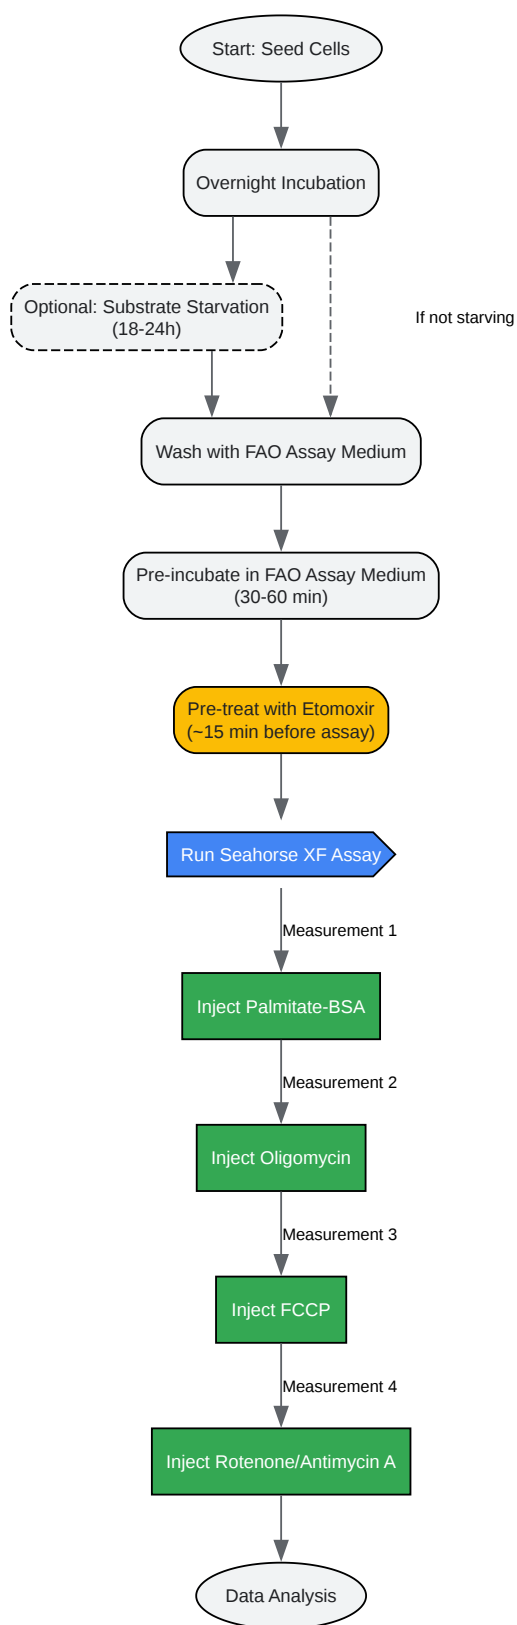 Start: Seed Cells
Overnight Incubation
Optional: Substrate Starvation
(18-24h)
If not starving
Wash with FAO Assay Medium
Pre-incubate in FAO Assay Medium
(30-60 min)
Pre-treat with Etomoxir
(~15 min before assay)
Run Seahorse XF Assay
Measurement 1
Inject Palmitate-BSA
Measurement 2
Inject Oligomycin
Measurement 3
Inject FCCP
Measurement 4
Inject Rotenone/Antimycin A
Data Analysis